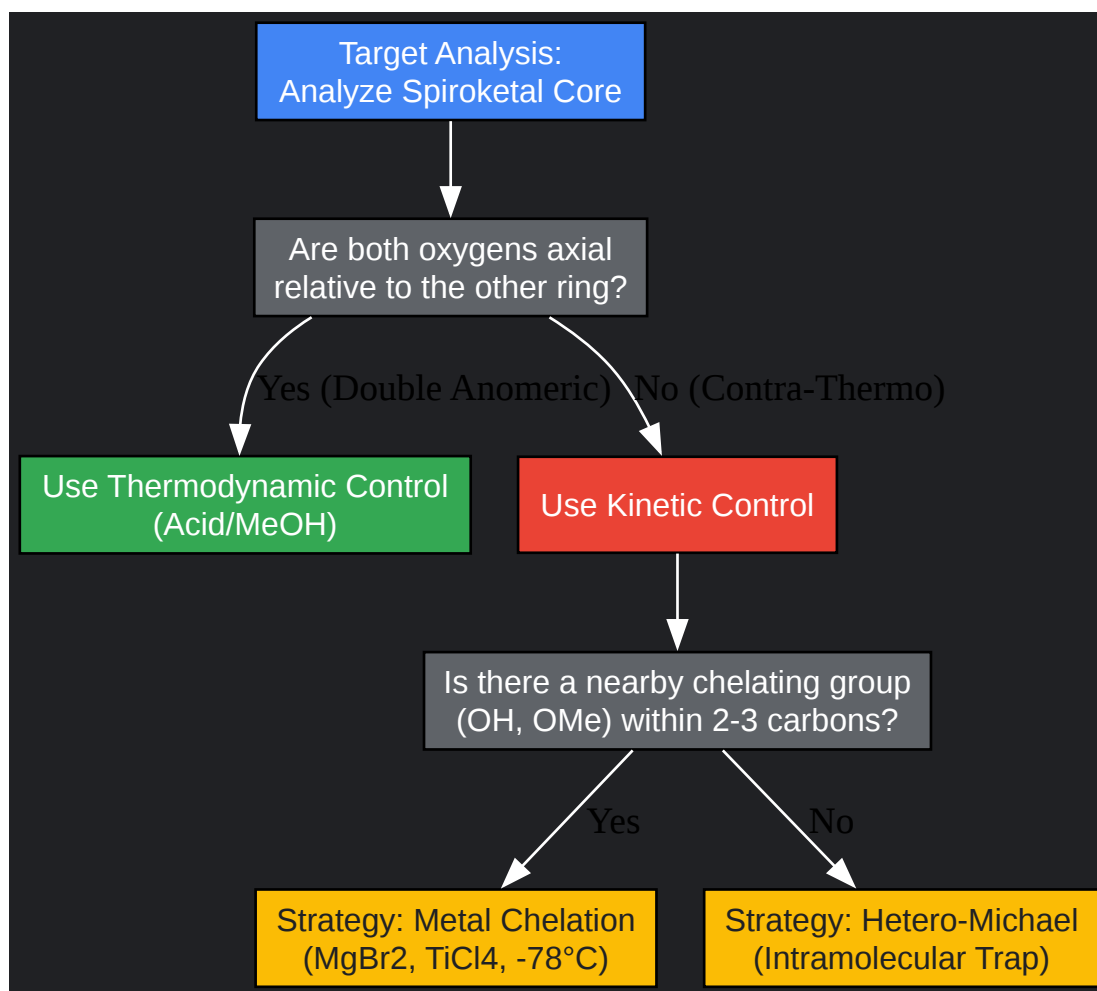 Target Analysis:
Analyze Spiroketal Core
Are both oxygens axial
relative to the other ring?
Yes (Double Anomeric)
No (Contra-Thermo)
Use Thermodynamic Control
(Acid/MeOH)
Use Kinetic Control
Is there a nearby chelating group
(OH, OMe) within 2-3 carbons?
Yes
No
Strategy: Metal Chelation
(MgBr2, TiCl4, -78°C)
Strategy: Hetero-Michael
(Intramolecular Trap)